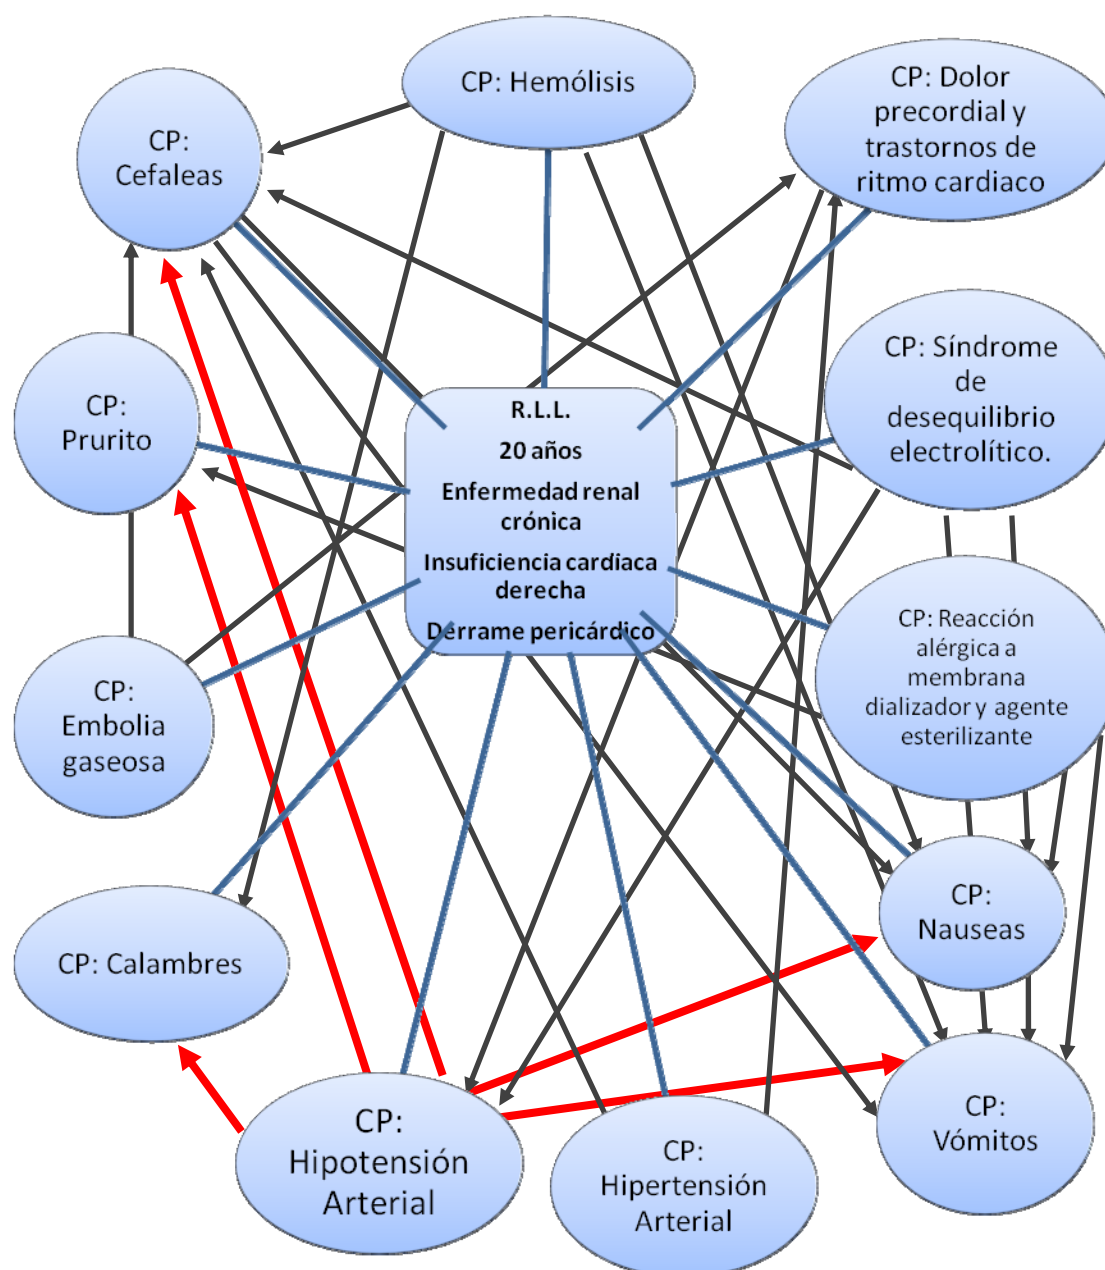 CP: Hemólisis
CP: Dolor
precordial y
trastornos de
ritmo cardiaco
CP:
Cefaleas
CP: Síndrome
de
desequilibrio
electrolítico.
CP:
Prurito
R.L.L.
20 años
Enfermedad renal
crónica
Insuficiencia cardiaca
derecha
Derrame pericárdico
CP: Reacción
alérgica a
membrana
dializador y agente
esterilizante
CP:
Embolia
gaseosa
CP:
Nauseas
CP: Calambres
CP:
Hipotensión
Arterial
CP:
Hipertensión
Arterial
CP:
Vómitos